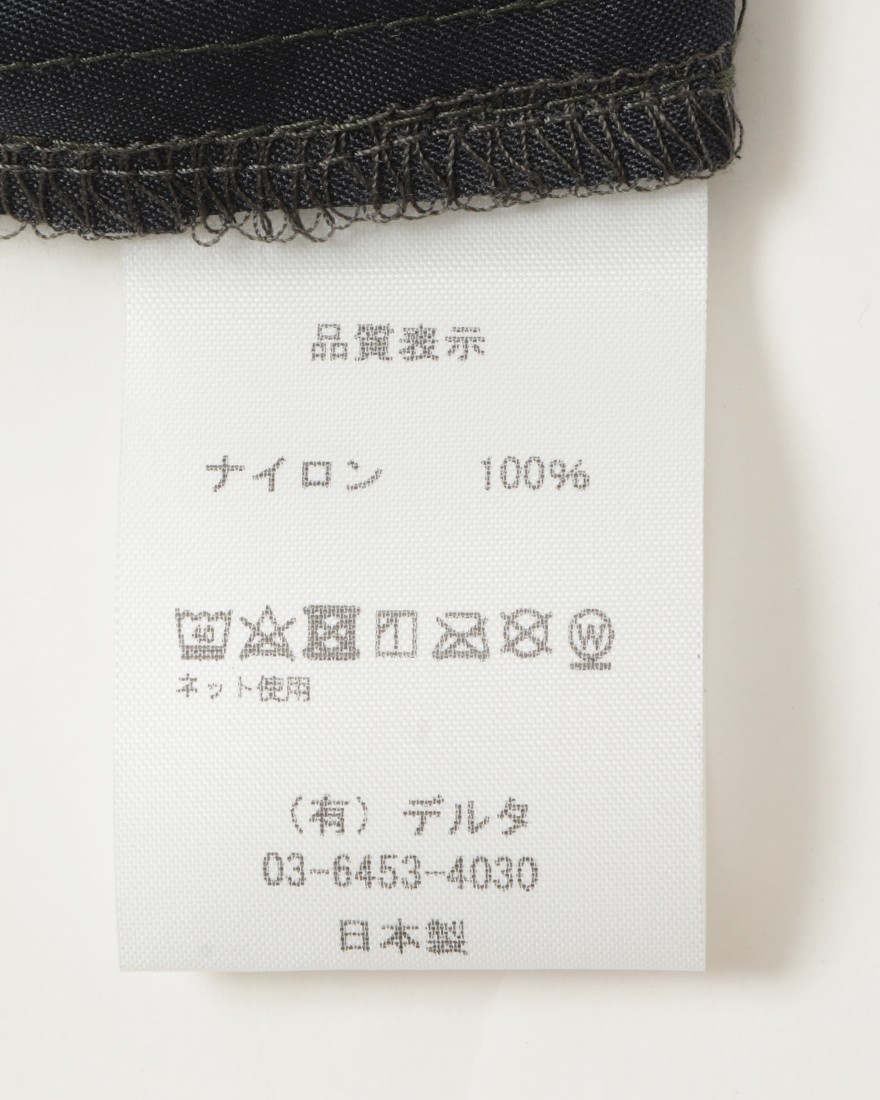 品質表示
ナイロン 100%
40
W
ネット使用
(有) デルタ
03-6453-4030
日本製